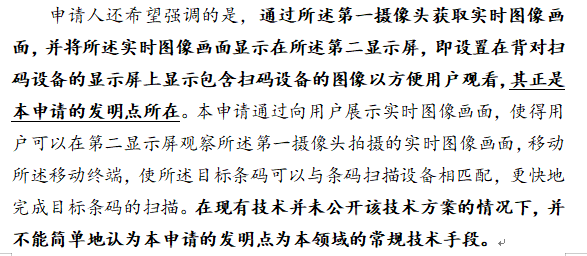 申请人还希望强调的是，通过所述第一摄像头获取实时图像画
面，并将所述实时图像画面显示在所述第二显示屏，即设置在背对扫
码设备的显示屏上显示包含扫码设备的图像以方便用户观看，其正是
本申请的发明点所在。本申请通过向用户展示实时图像画面，使得用
户可以在第二显示屏观察所述第一摄像头拍摄的实时图像画面，移动
所述移动终端，使所述目标条码可以与条码扫描设备相匹配，更快地
完成目标条码的扫描。在现有技术并未公开该技术方案的情况下，并
不能简单地认为本申请的发明点为本领域的常规技术手段。